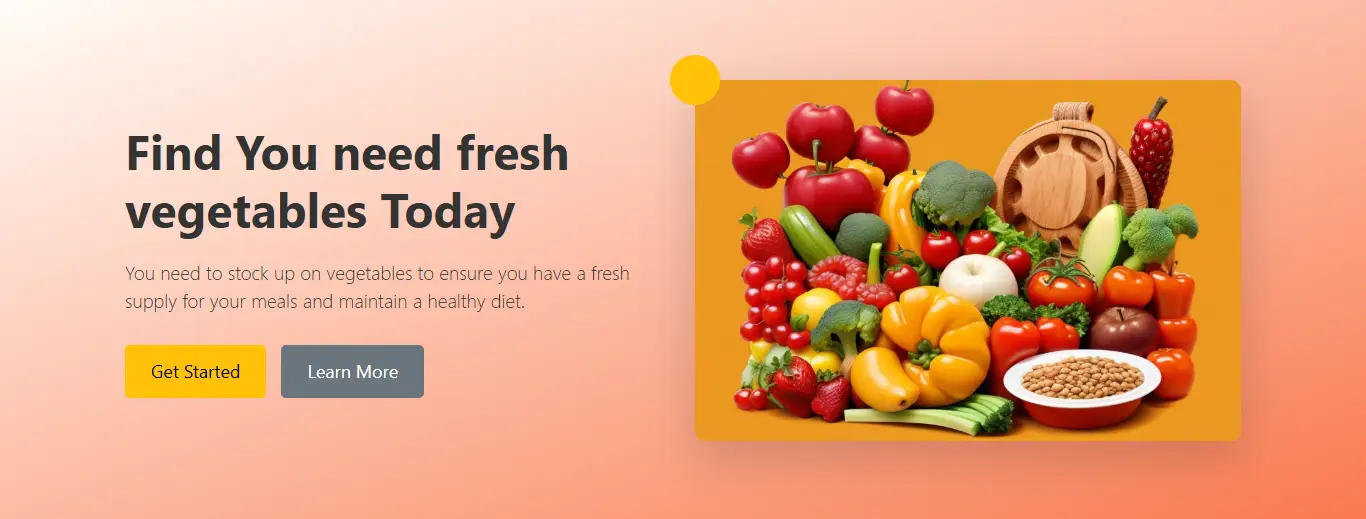 Find You need fresh
vegetables Today
You need to stock up on vegetables to ensure you have a fresh
supply for your meals and maintain a healthy diet.
Get Started
Learn More